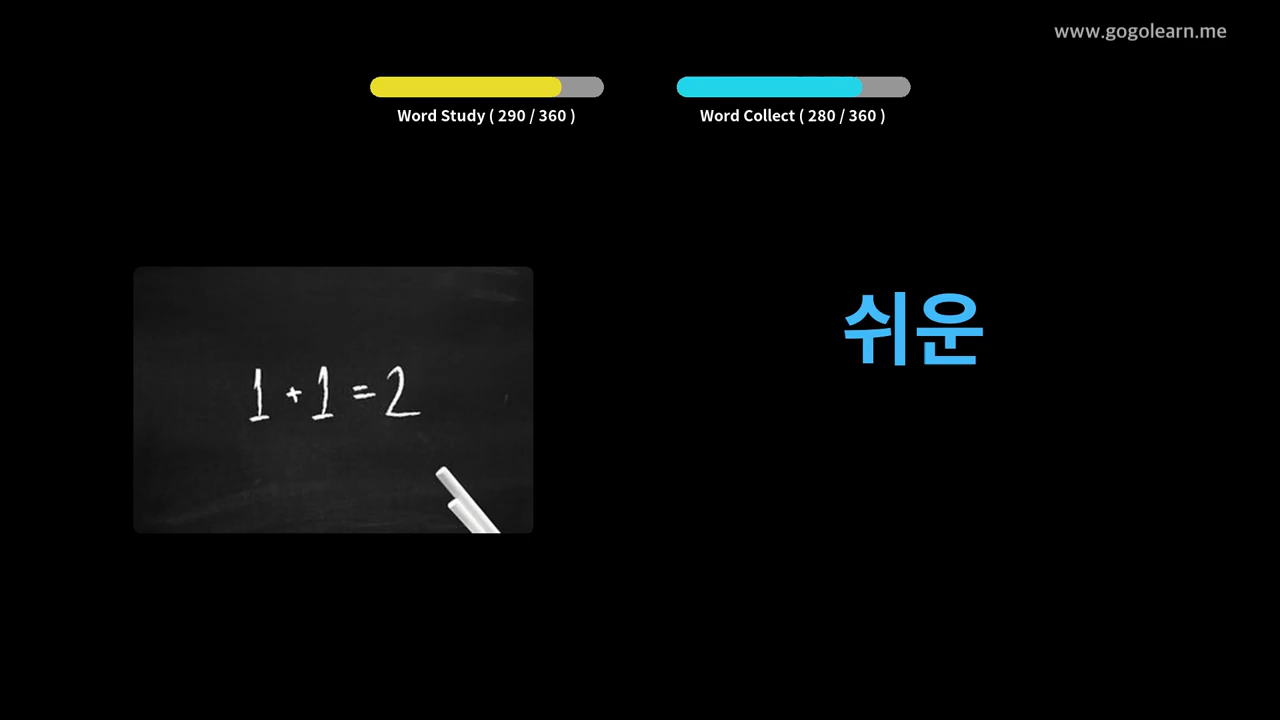 www.gogolearn.me
Word Study ( 290 / 360 )
Word Collect ( 280 / 360 )
쉬운
1 + 1 = 2